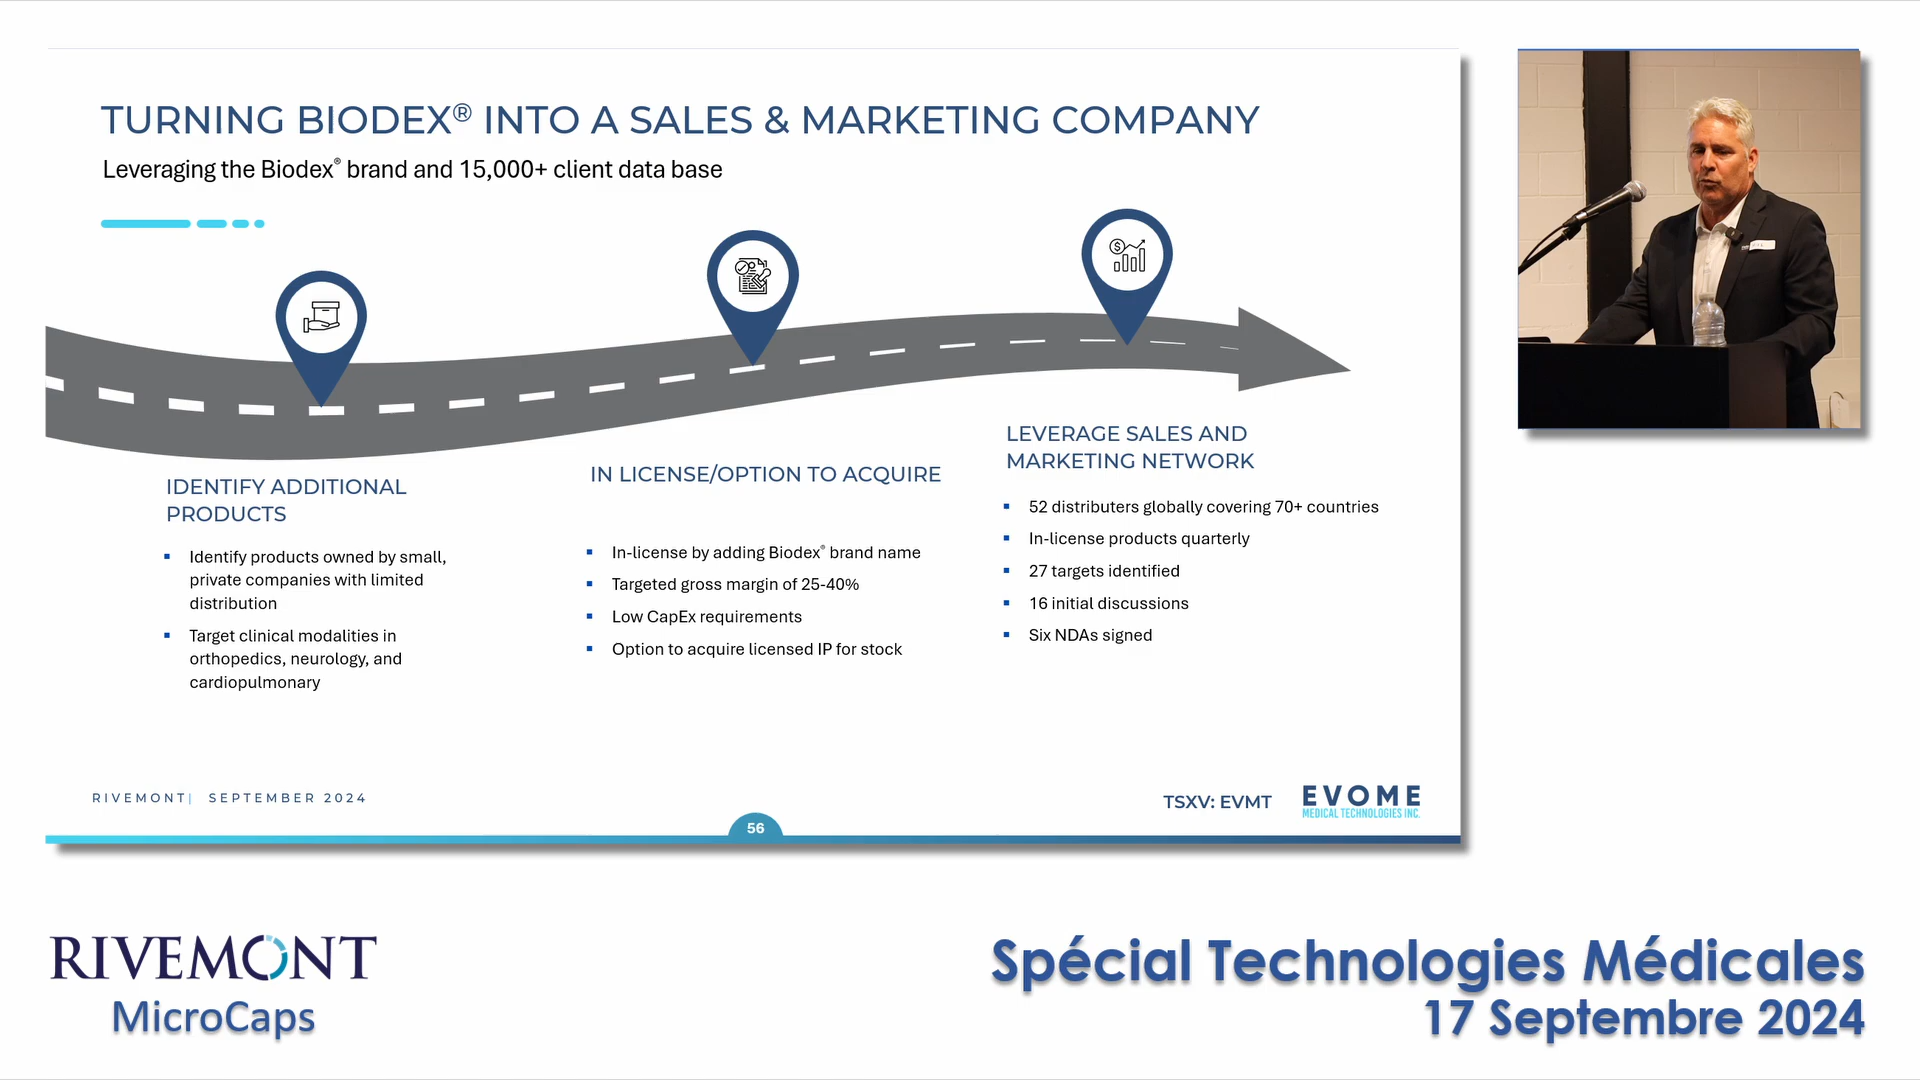 TURNING BIODEX® INTO A SALES & MARKETING COMPANY
Leveraging the Biodex® brand and 15,000+ client data base
IDENTIFY ADDITIONAL
PRODUCTS
Identify products owned by small,
private companies with limited
distribution
Target clinical modalities in
orthopedics, neurology, and
cardiopulmonary
IN LICENSE/OPTION TO ACQUIRE
In-license by adding Biodex® brand name
Targeted gross margin of 25-40%
Low CapEx requirements
Option to acquire licensed IP for stock
LEVERAGE SALES AND
MARKETING NETWORK
52 distributers globally covering 70+ countries
In-license products quarterly
27 targets identified
16 initial discussions
Six NDAs signed
RIVEMONT| SEPTEMBER 2024
56
TSXV: EVMT
EVOME
MEDICAL TECHNOLOGIES INC.
RIVEMONT
MicroCaps
Spécial Technologies Médicales
17 Septembre 2024